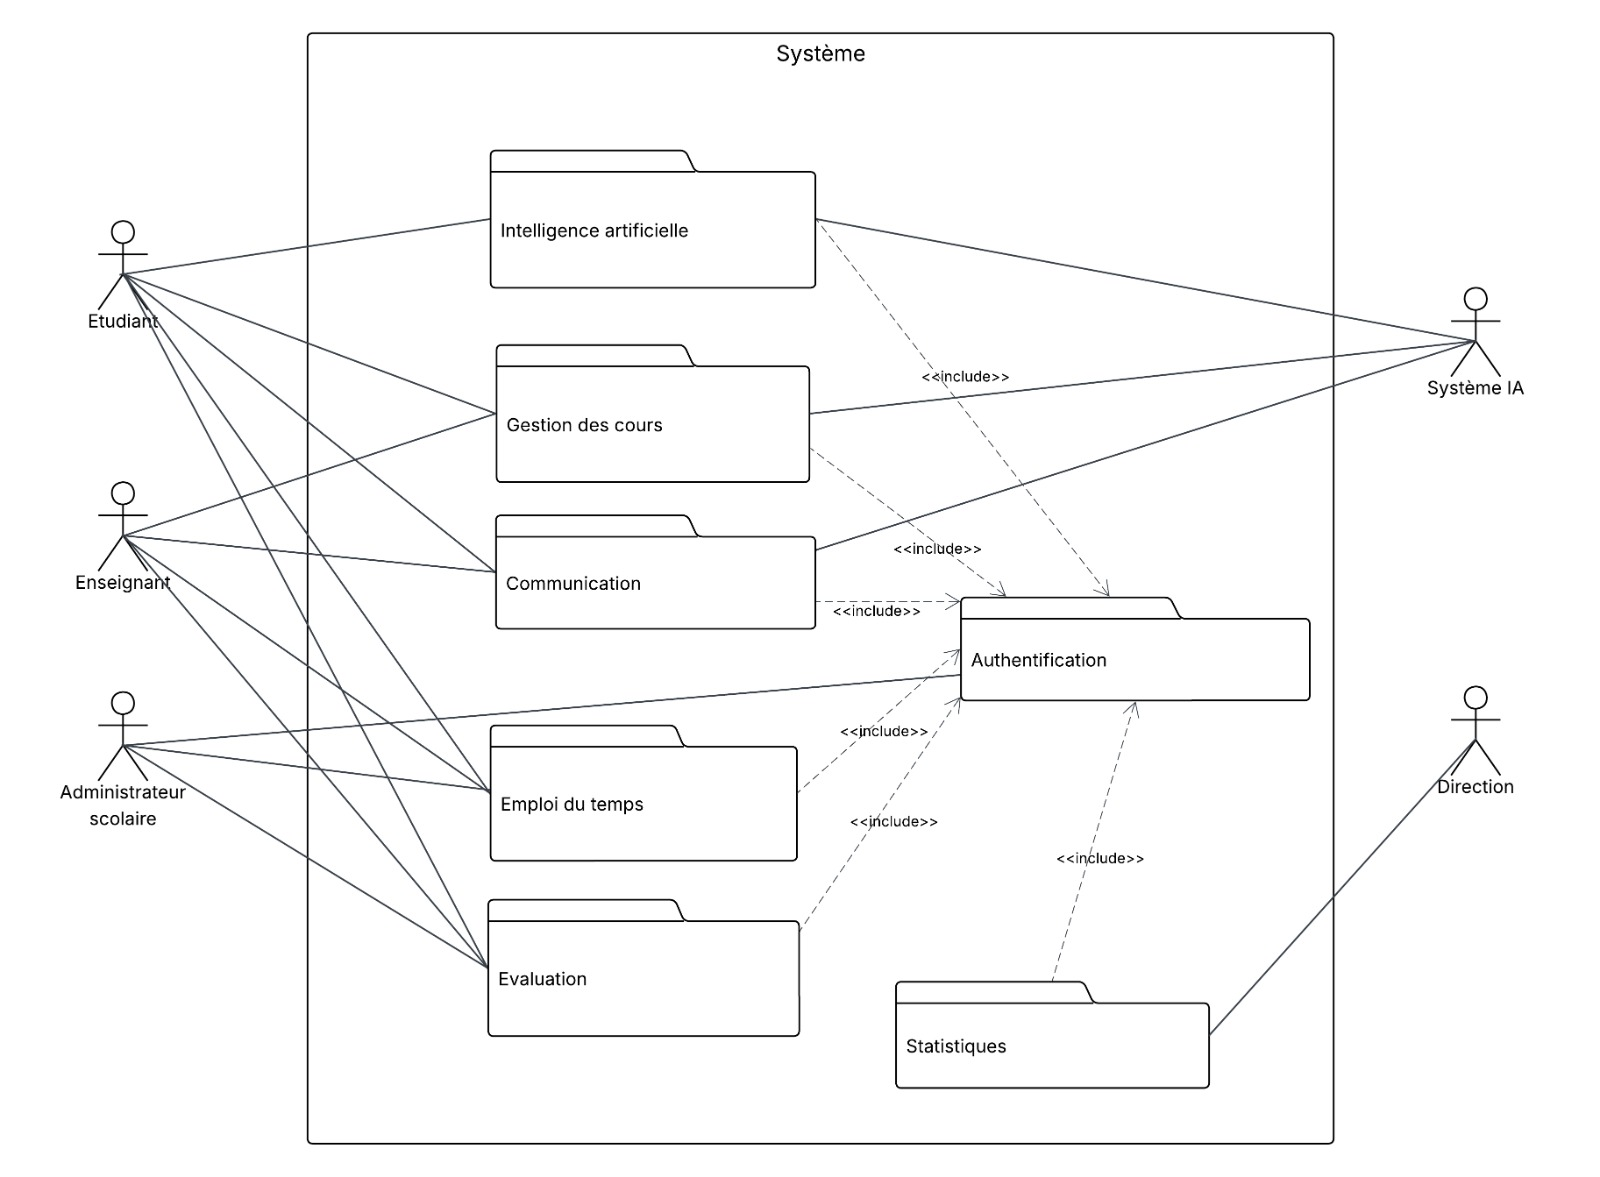 Système
Intelligence artificielle
Etudiant
<<include>>
Système IA
Gestion des cours
<<include>>
Enseignant
Communication
<<include>>
Authentification
<<include>>
Administrateur
scolaire
Emploi du temps
Direction
<<include>>
<<include>>
Evaluation
Statistiques